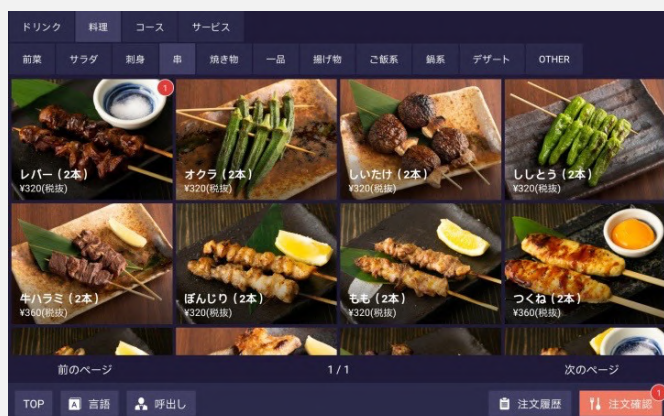 ドリンク 料理 コース サービス
前菜 サラダ 刺身 串 焼き物 一品 揚げ物 ご飯系 鍋系 デザート OTHER
1
レバー（2本） オクラ（2本） しいたけ（2本） ししとう（2本）
¥320(税抜) ¥320(税抜) ¥320(税抜) ¥320(税抜)
牛ハラミ（2本） ぼんじり（2本） もも（2本） つくね（2本）
¥360(税抜) ¥320(税抜) ¥320(税抜) ¥360(税抜)
前のページ 1 / 1 次のページ
TOP A 言語 呼出し 注文履歴 注文確認 1